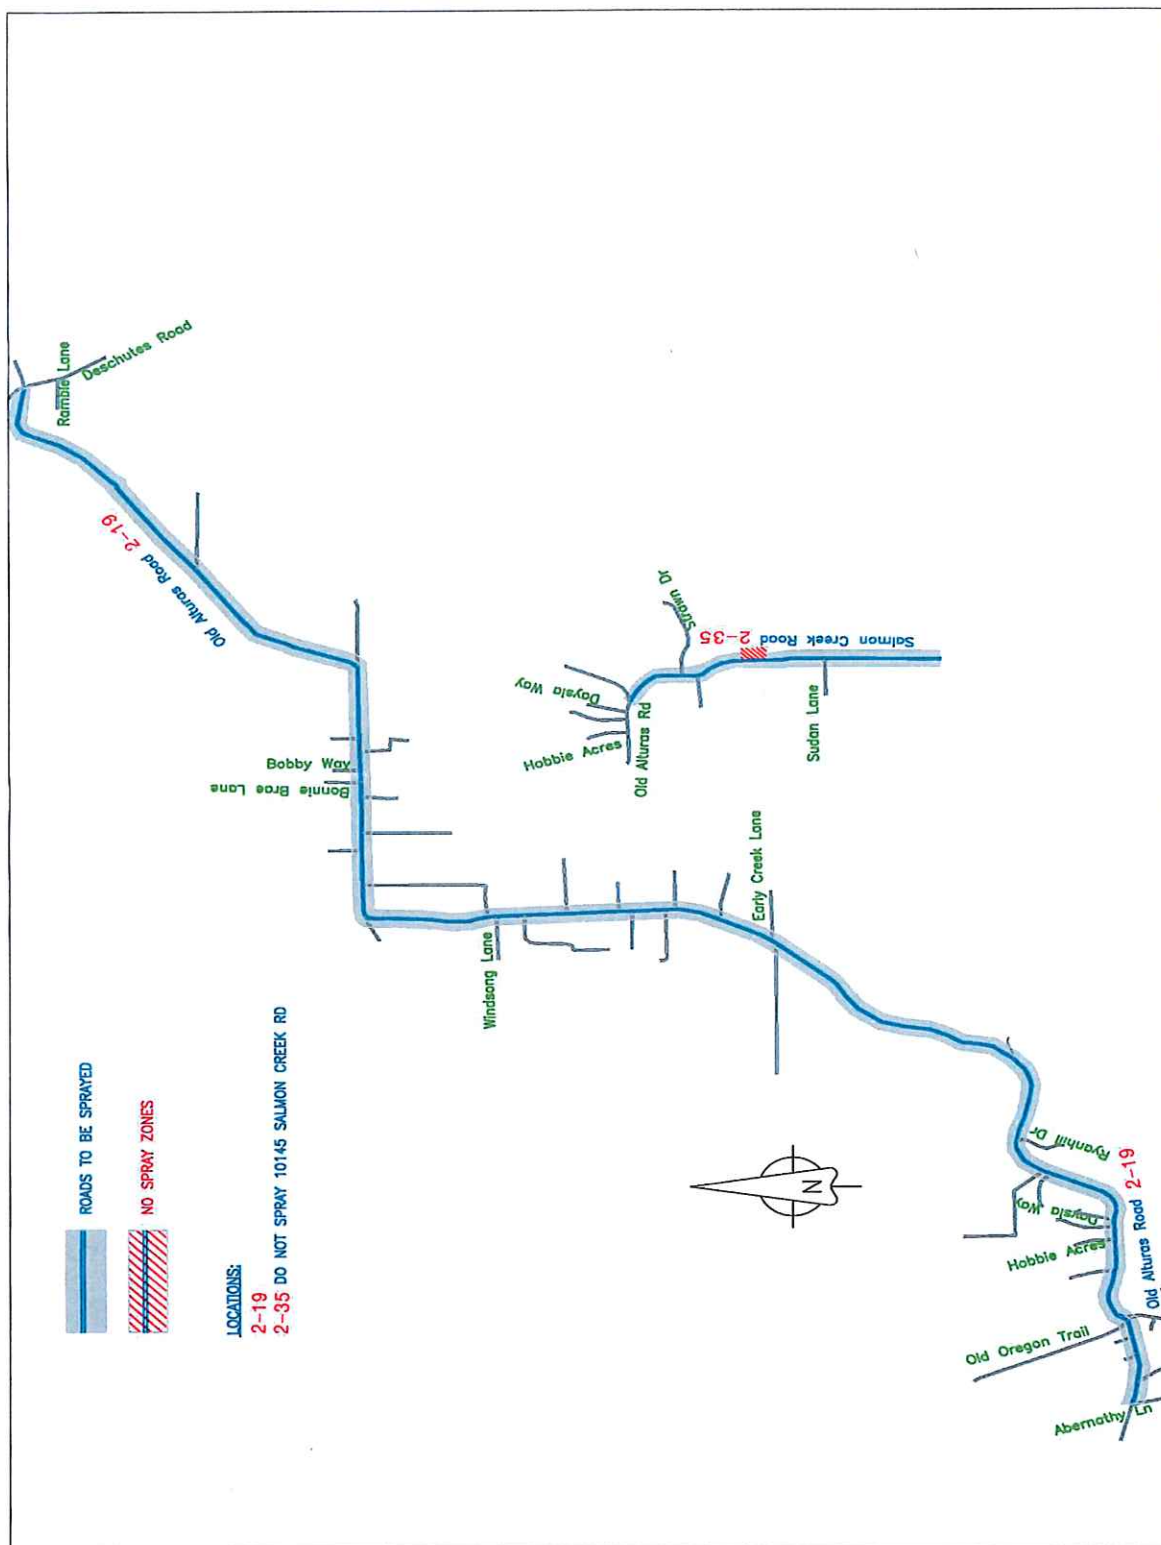 ROADS TO BE SPRAYED
NO SPRAY ZONES
LOCATIONS:
2-19
2-35 DO NOT SPRAY 10145 SALMON CREEK RD
Ramble Lane
Deschutes Road
Old Alturas Road 2-19
Bobby Way
Bonnie Brae Lane
Windsong Lane
Early Creek Lane
Strawn Dr
Daysla Way
Hobbie Acres
Old Alturas Rd
Salmon Creek Road 2-35
Sudan Lane
N
Ryanhill Dr
Daysla Way
Hobbie Acres
Old Alturas Road 2-19
Old Oregon Trail
Abernathy Ln